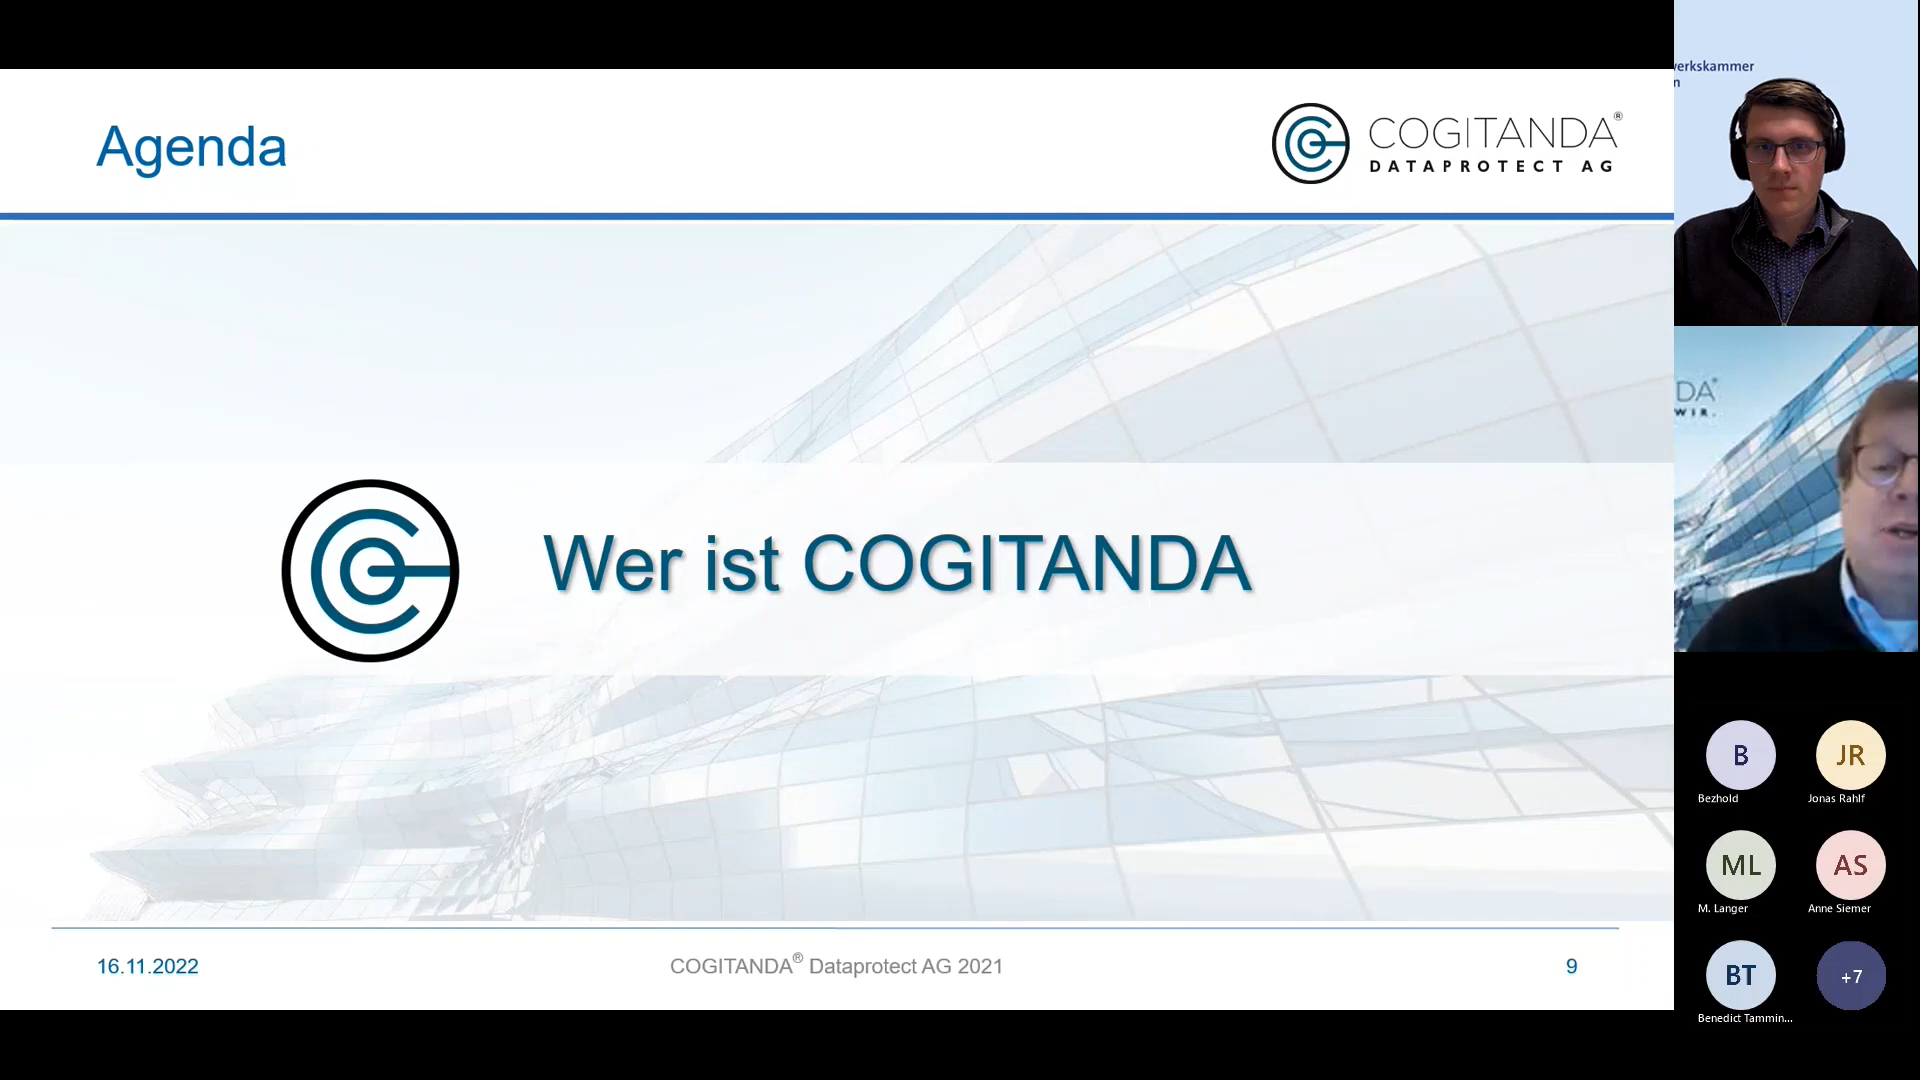 Agenda
COGITANDA®
DATAPROTECT AG
Wer ist COGITANDA
16.11.2022
COGITANDA® Dataprotect AG 2021
9
werkskammer
n
DA®
WIR.
B
Bezhold
JR
Jonas Rahlf
ML
M. Langer
AS
Anne Siemer
BT
Benedict Tammin...
+7